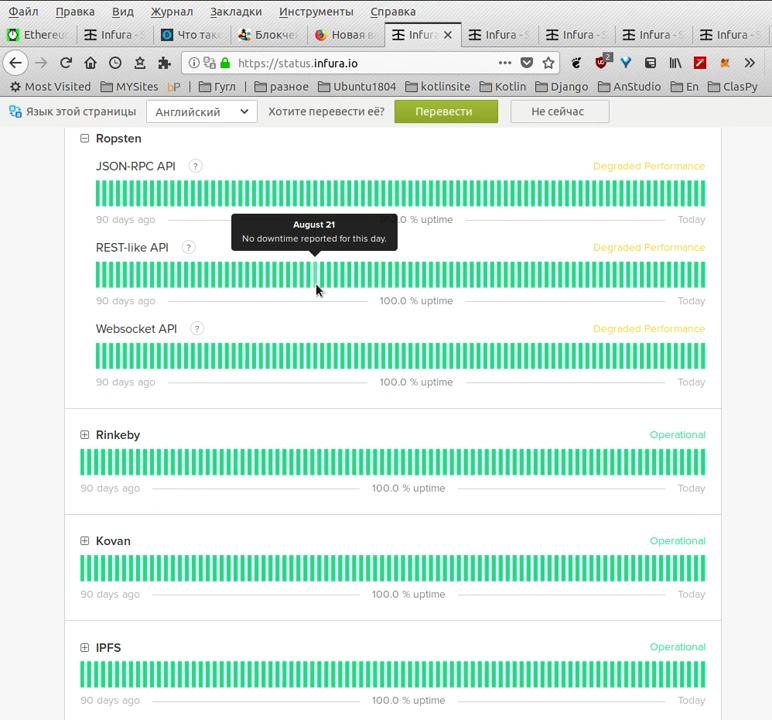 Файл Правка Вид Журнал Закладки Инструменты Справка
Ethereu Infura - S Что тако Блокче Новая в Infura Infura - S Infura - S Infura - S Infura - S
https://status.infura.io 2
Most Visited MYSites bP Гугл разное Ubuntu1804 kotlinsite Kotlin Django AnStudio En ClasPy
Язык этой страницы Английский Хотите перевести её? Перевести Не сейчас
Ropsten
JSON-RPC API ? Degraded Performance
90 days ago .0 % uptime Today
August 21
No downtime reported for this day.
REST-like API ? Degraded Performance
90 days ago 100.0 % uptime Today
Websocket API ? Degraded Performance
90 days ago 100.0 % uptime Today
Rinkeby Operational
90 days ago 100.0 % uptime Today
Kovan Operational
90 days ago 100.0 % uptime Today
IPFS Operational
90 days ago 100.0 % uptime Today